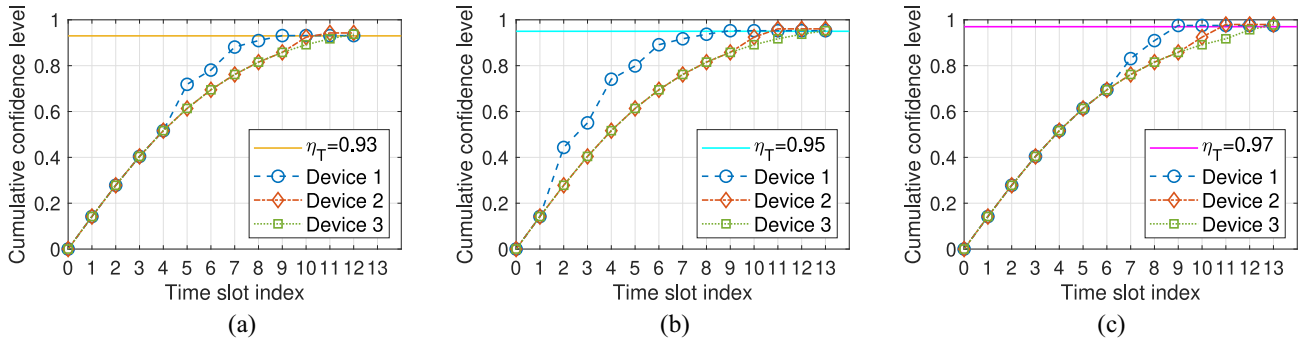 Cumulative confidence level
1
0.8
0.6
0.4
0.2
0
0 1 2 3 4 5 6 7 8 9 10 11 12 13
Time slot index
η_T=0.93
Device 1
Device 2
Device 3
(a)
Cumulative confidence level
1
0.8
0.6
0.4
0.2
0
0 1 2 3 4 5 6 7 8 9 10 11 12 13
Time slot index
η_T=0.95
Device 1
Device 2
Device 3
(b)
Cumulative confidence level
1
0.8
0.6
0.4
0.2
0
0 1 2 3 4 5 6 7 8 9 10 11 12 13
Time slot index
η_T=0.97
Device 1
Device 2
Device 3
(c)